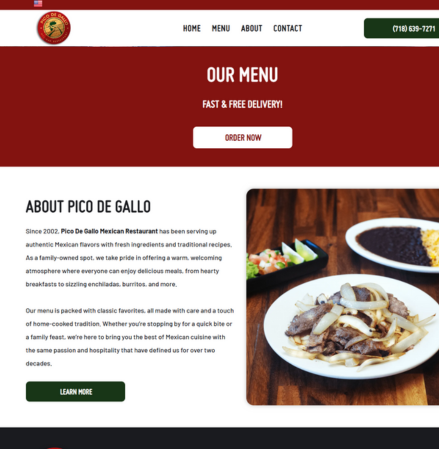 PICO DE GALLO
HOME MENU ABOUT CONTACT
(718) 639-7271
OUR MENU
FAST & FREE DELIVERY!
ORDER NOW
ABOUT PICO DE GALLO
Since 2002, Pico De Gallo Mexican Restaurant has been serving up
authentic Mexican flavors with fresh ingredients and traditional recipes.
As a family-owned spot, we take pride in offering a warm, welcoming
atmosphere where everyone can enjoy delicious meals, from hearty
breakfasts to sizzling enchiladas, burritos, and more.
Our menu is packed with classic favorites, all made with care and a touch
of home-cooked tradition. Whether you're stopping by for a quick bite or
a family feast, we're here to bring you the best of Mexican cuisine with
the same passion and hospitality that have defined us for over two
decades.
LEARN MORE